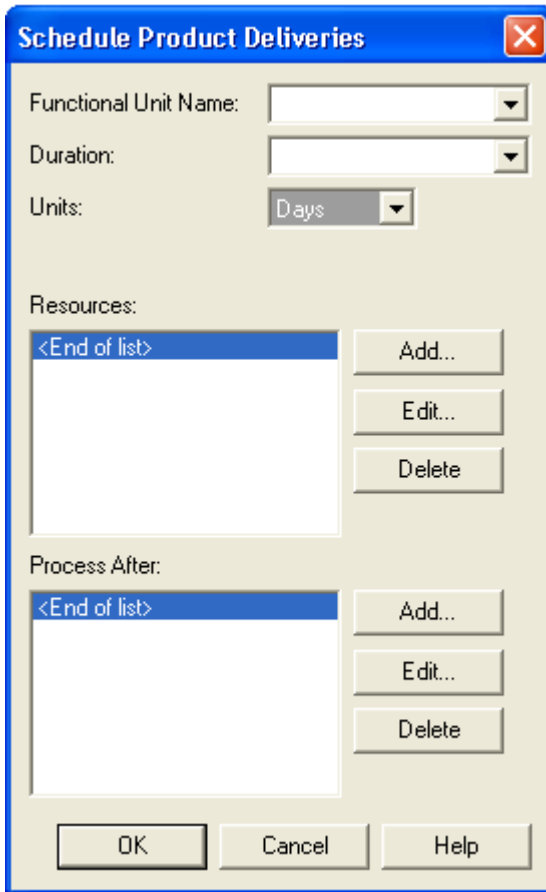 Schedule Product Deliveries
Functional Unit Name:
Duration:
Units:
Days
Resources:
<End of list>
Add...
Edit...
Delete
Process After:
<End of list>
Add...
Edit...
Delete
OK
Cancel
Help